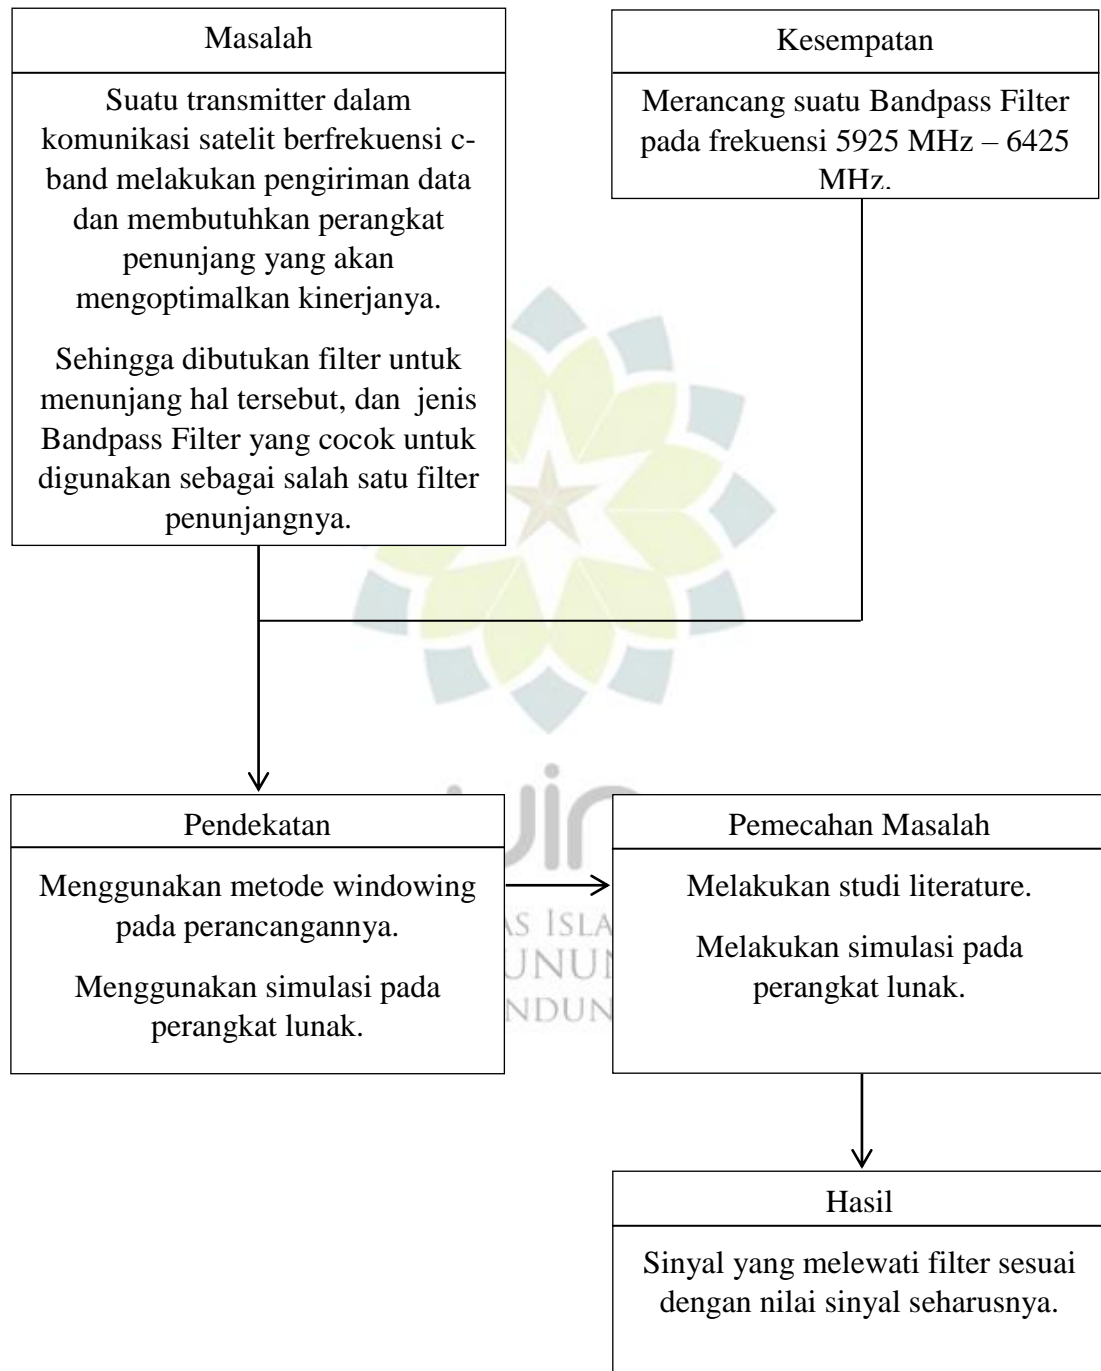 Masalah
Suatu transmitter dalam
komunikasi satelit berfrekuensi c-
band melakukan pengiriman data
dan membutuhkan perangkat
penunjang yang akan
mengoptimalkan kinerjanya.
Sehingga dibutukan filter untuk
menunjang hal tersebut, dan jenis
Bandpass Filter yang cocok untuk
digunakan sebagai salah satu filter
penunjangnya.
Kesempatan
Merancang suatu Bandpass Filter
pada frekuensi 5925 MHz – 6425
MHz.
Pendekatan
Menggunakan metode windowing
pada perancangannya.
Menggunakan simulasi pada
perangkat lunak.
Pemecahan Masalah
Melakukan studi literature.
Melakukan simulasi pada
perangkat lunak.
Hasil
Sinyal yang melewati filter sesuai
dengan nilai sinyal seharusnya.